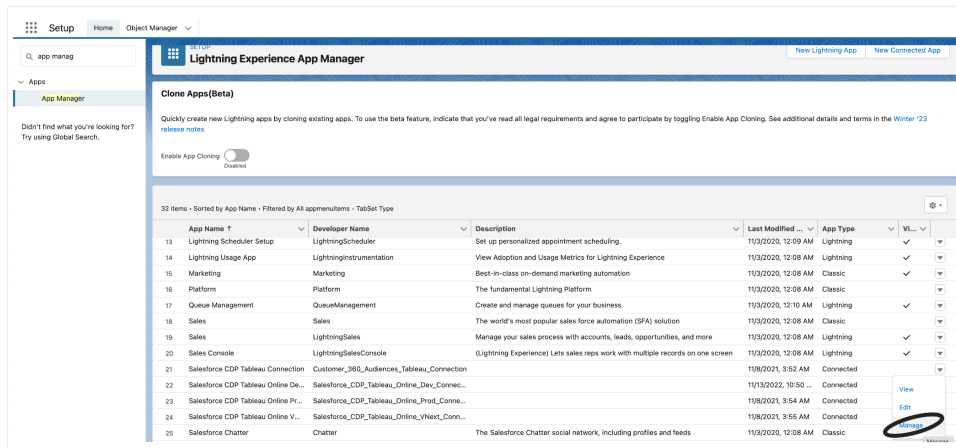 Setup Home Object Manager
app manag
Apps
App Manager
Didn't find what you're looking for?
Try using Global Search.
SETUP
Lightning Experience App Manager
New Lightning App New Connected App
Clone Apps(Beta)
Quickly create new Lightning apps by cloning existing apps. To use the beta feature, indicate that you've read all legal requirements and agree to participate by toggling Enable App Cloning. See additional details and terms in the Winter '23
release notes
Enable App Cloning
Disabled
32 items • Sorted by App Name • Filtered by All appmenuitems - TabSet Type
App Name ↑ Developer Name Description Last Modified ... App Type Vi...
13 Lightning Scheduler Setup LightningScheduler Set up personalized appointment scheduling. 11/3/2020, 12:09 AM Lightning
14 Lightning Usage App LightningInstrumentation View Adoption and Usage Metrics for Lightning Experience 11/3/2020, 12:08 AM Lightning
15 Marketing Marketing Best-in-class on-demand marketing automation 11/3/2020, 12:08 AM Classic
16 Platform Platform The fundamental Lightning Platform 11/3/2020, 12:08 AM Classic
17 Queue Management QueueManagement Create and manage queues for your business. 11/3/2020, 12:10 AM Lightning
18 Sales Sales The world's most popular sales force automation (SFA) solution 11/3/2020, 12:08 AM Classic
19 Sales LightningSales Manage your sales process with accounts, leads, opportunities, and more 11/3/2020, 12:08 AM Lightning
20 Sales Console LightningSalesConsole (Lightning Experience) Lets sales reps work with multiple records on one screen 11/3/2020, 12:08 AM Lightning
21 Salesforce CDP Tableau Connection Customer_360_Audiences_Tableau_Connection 11/8/2021, 3:52 AM Connected
22 Salesforce CDP Tableau Online De... Salesforce_CDP_Tableau_Online_Dev_Connec... 11/13/2022, 10:50 ... Connected
View
23 Salesforce CDP Tableau Online Pr... Salesforce_CDP_Tableau_Online_Prod_Conne... 11/8/2021, 3:54 AM Connected
Edit
24 Salesforce CDP Tableau Online V... Salesforce_CDP_Tableau_Online_VNext_Conn... 11/8/2021, 3:55 AM Connected
Manage
25 Salesforce Chatter Chatter The Salesforce Chatter social network, including profiles and feeds 11/3/2020, 12:08 AM Classic
Manage